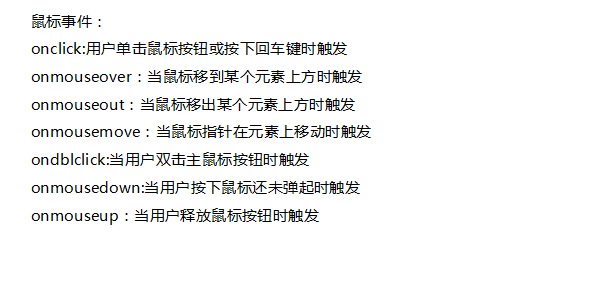 鼠标事件：
onclick:用户单击鼠标按钮或按下回车键时触发
onmouseover：当鼠标移到某个元素上方时触发
onmouseout：当鼠标移出某个元素上方时触发
onmousemove：当鼠标指针在元素上移动时触发
ondblclick:当用户双击主鼠标按钮时触发
onmousedown:当用户按下鼠标还未弹起时触发
onmouseup：当用户释放鼠标按钮时触发